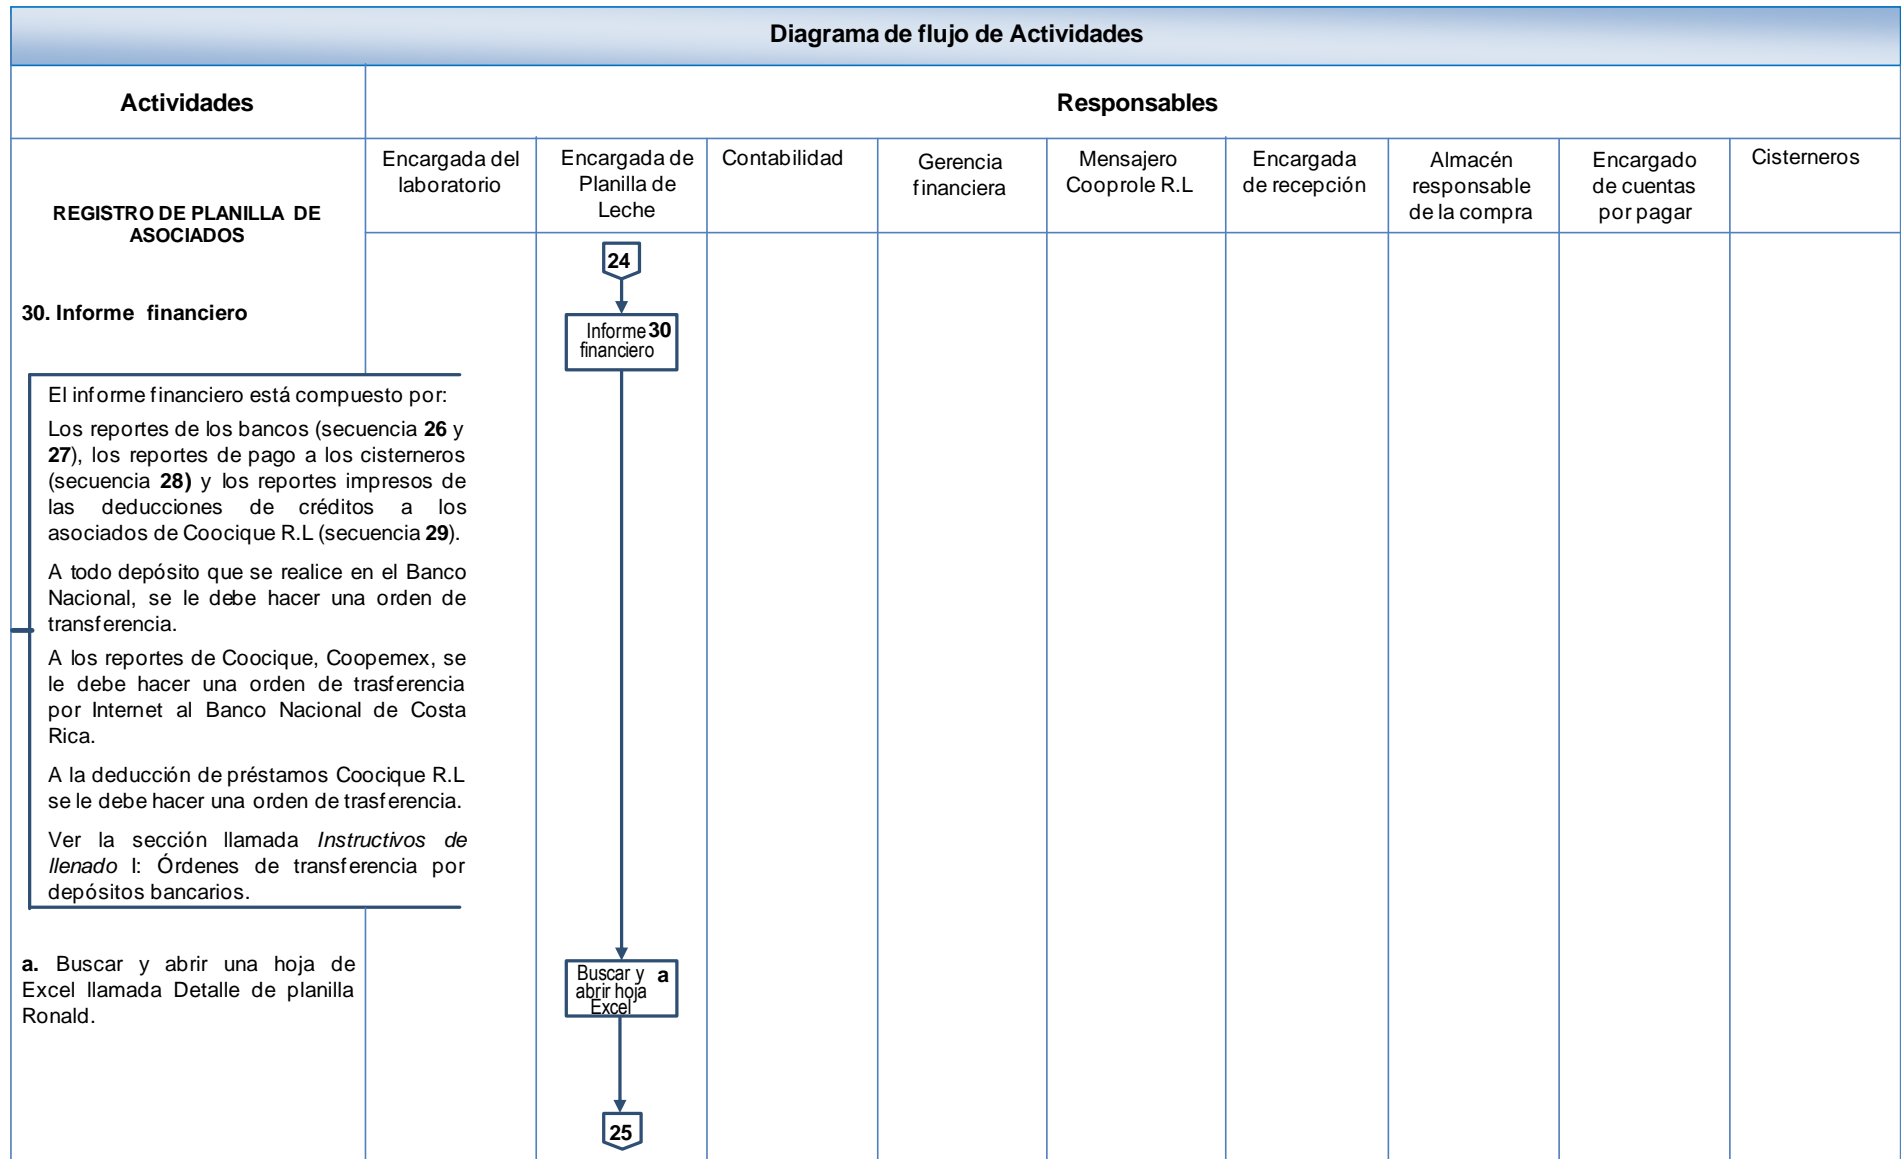 Diagrama de flujo de Actividades
Actividades
Responsables
REGISTRO DE PLANILLA DE
ASOCIADOS
Encargada del
laboratorio
Encargada de
Planilla de
Leche
Contabilidad
Gerencia
financiera
Mensajero
Cooprole R.L
Encargada
de recepción
Almacén
responsable
de la compra
Encargado
de cuentas
por pagar
Cisterneros
24
30. Informe financiero
Informe 30
financiero
El informe financiero está compuesto por:
Los reportes de los bancos (secuencia 26 y
27), los reportes de pago a los cisterneros
(secuencia 28) y los reportes impresos de
las deducciones de créditos a los
asociados de Coocique R.L (secuencia 29).
A todo depósito que se realice en el Banco
Nacional, se le debe hacer una orden de
transferencia.
A los reportes de Coocique, Coopemex, se
le debe hacer una orden de trasferencia
por Internet al Banco Nacional de Costa
Rica.
A la deducción de préstamos Coocique R.L
se le debe hacer una orden de trasferencia.
Ver la sección llamada Instructivos de
llenado I: Órdenes de transferencia por
depósitos bancarios.
a. Buscar y abrir una hoja de
Excel llamada Detalle de planilla
Ronald.
Buscar y a
abrir hoja
Excel
25